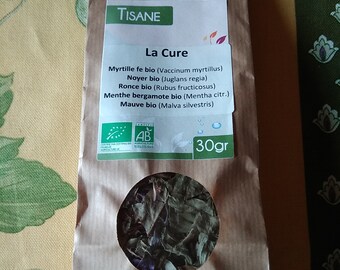 TISANE
La Cure
Myrtille fe bio (Vaccinum myrtillus)
Noyer bio (Juglans regia)
Ronce bio (Rubus fructicosus)
Menthe bergamote bio (Mentha citr.)
Mauve bio (Malva silvestris)
AB
30gr